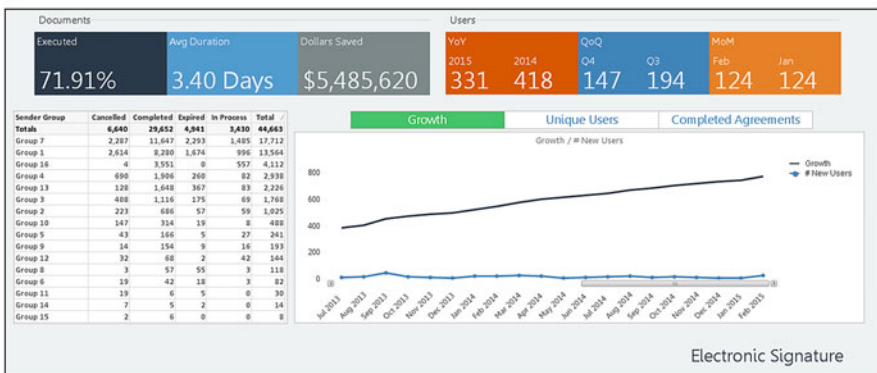 Documents
Users
Executed
Avg Duration
Dollars Saved
YoY
QoQ
MoM
2015
2014
Q4
Q3
Feb
Jan
71.91%
3.40 Days
$5,485,620
331
418
147
194
124
124
Sender Group Cancelled Completed Expired In Process Total
Totals 6,640 29,652 4,941 3,430 44,663
Group 7 2,287 11,647 2,293 1,485 17,712
Group 1 2,614 8,280 1,674 996 13,564
Group 16 4 3,551 0 557 4,112
Group 4 690 1,906 260 82 2,938
Group 13 128 1,648 367 83 2,226
Group 3 408 1,116 175 69 1,768
Group 2 223 686 57 59 1,025
Group 10 147 314 19 8 488
Group 5 43 166 5 27 241
Group 9 14 154 9 16 193
Group 12 32 68 2 42 144
Group 8 3 57 55 3 118
Group 6 19 42 18 3 82
Group 11 19 6 5 0 30
Group 14 7 5 2 0 14
Group 15 2 6 0 0 8
Growth
Unique Users
Completed Agreements
Growth / # New Users
Growth
# New Users
800
600
400
200
0
Jul 2013
Aug 2013
Sep 2013
Oct 2013
Nov 2013
Dec 2013
Jan 2014
Feb 2014
Mar 2014
Apr 2014
May 2014
Jun 2014
Jul 2014
Aug 2014
Sep 2014
Oct 2014
Nov 2014
Dec 2014
Jan 2015
Feb 2015
Electronic Signature